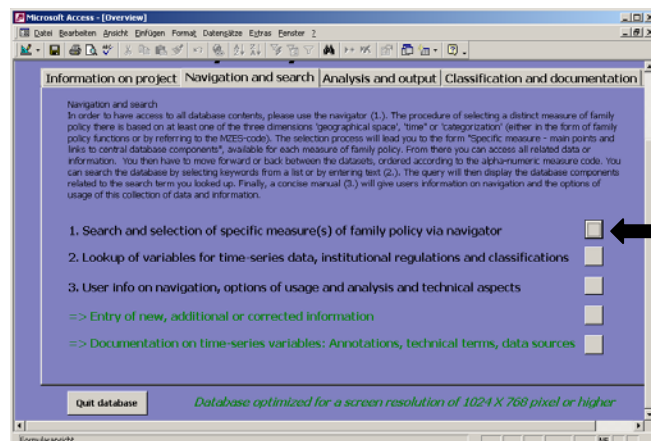 Microsoft Access - [Overview]
Datei Bearbeiten Ansicht Einfügen Format Datensätze Extras Fenster ?
Information on project Navigation and search Analysis and output Classification and documentation
Navigation and search
In order to have access to all database contents, please use the navigator (1.). The procedure of selecting a distinct measure of family
policy there is based on at least one of the three dimensions 'geographical space', 'time" or 'categorization' (either in the form of family
policy functions or by referring to the MZES-code). The selection process will lead you to the form "Specific measure - main points and
links to central database components", available for each measure of family policy. From there you can access all related data or
information. You then have to move forward or back between the datasets, ordered according to the alpha-numeric measure code. You
can search the database by selecting keywords from a list or by entering text (2.). The query will then display the database components
related to the search term you looked up. Finally, a concise manual (3.) will give users information on navigation and the options of
usage of this collection of data and information.
1. Search and selection of specific measure(s) of family policy via navigator
2. Lookup of variables for time-series data, institutional regulations and classifications
3. User info on navigation, options of usage and analysis and technical aspects
=> Entry of new, additional or corrected information
=> Documentation on time-series variables: Annotations, technical terms, data sources
Quit database Database optimized for a screen resolution of 1024 X 768 pixel or higher